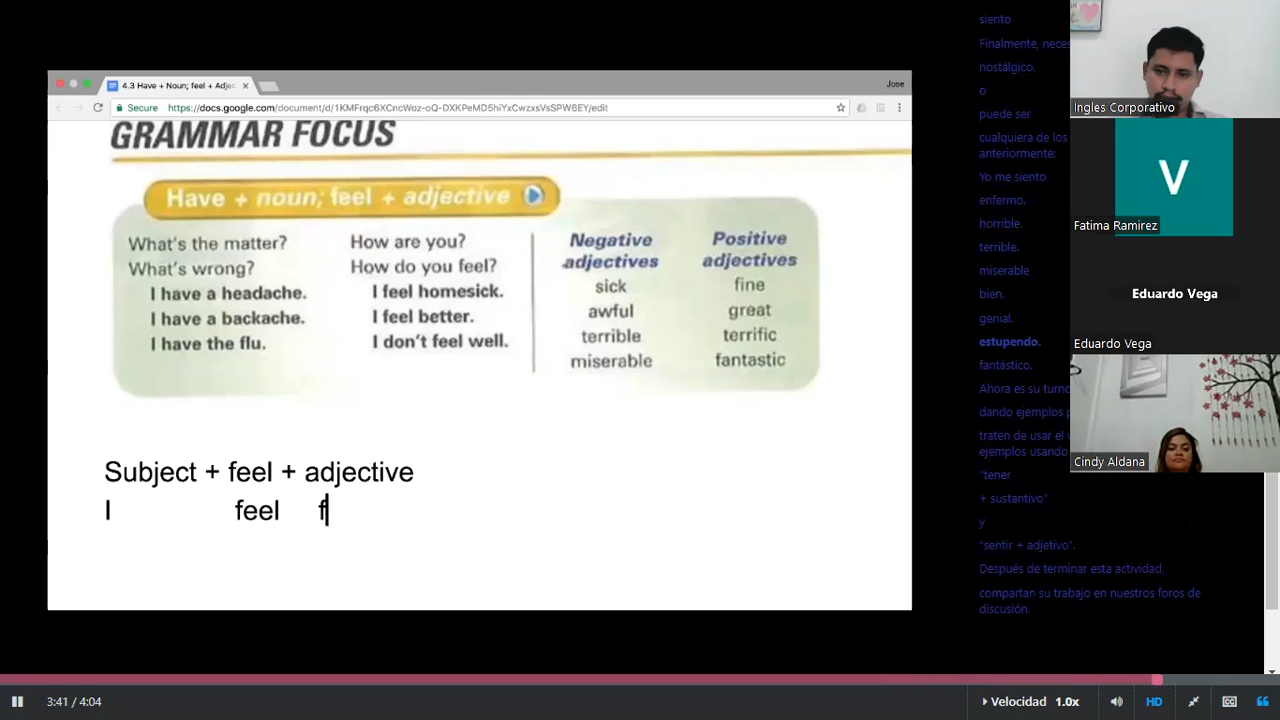 4.3 Have + Noun; feel + Adjec
Jose
Secure
https://docs.google.com/document/d/1KMFrqc6XCncWoz-oQ-DXKPeMD5hiYxCwzxsVsSPW6EY/edit
GRAMMAR FOCUS
Have + noun; feel + adjective
What's the matter?
What's wrong?
I have a headache.
I have a backache.
I have the flu.
How are you?
How do you feel?
I feel homesick.
I feel better.
I don't feel well.
Negative
adjectives
sick
awful
terrible
miserable
Positive
adjectives
fine
great
terrific
fantastic
Subject + feel + adjective
I feel f
siento
Finalmente, neces
nostálgico.
o
puede ser
cualquiera de los
anteriormente:
Yo me siento
enfermo.
horrible.
terrible.
miserable
bien.
genial.
estupendo.
fantástico.
Ahora es su turno
dando ejemplos p
traten de usar el v
ejemplos usando
"tener
+ sustantivo"
y
"sentir + adjetivo".
Después de terminar esta actividad,
compartan su trabajo en nuestros foros de
discusión.
Ingles Corporativo
V
Fatima Ramirez
Eduardo Vega
Eduardo Vega
Cindy Aldana
3:41 / 4:04
Velocidad 1.0x
HD
CC